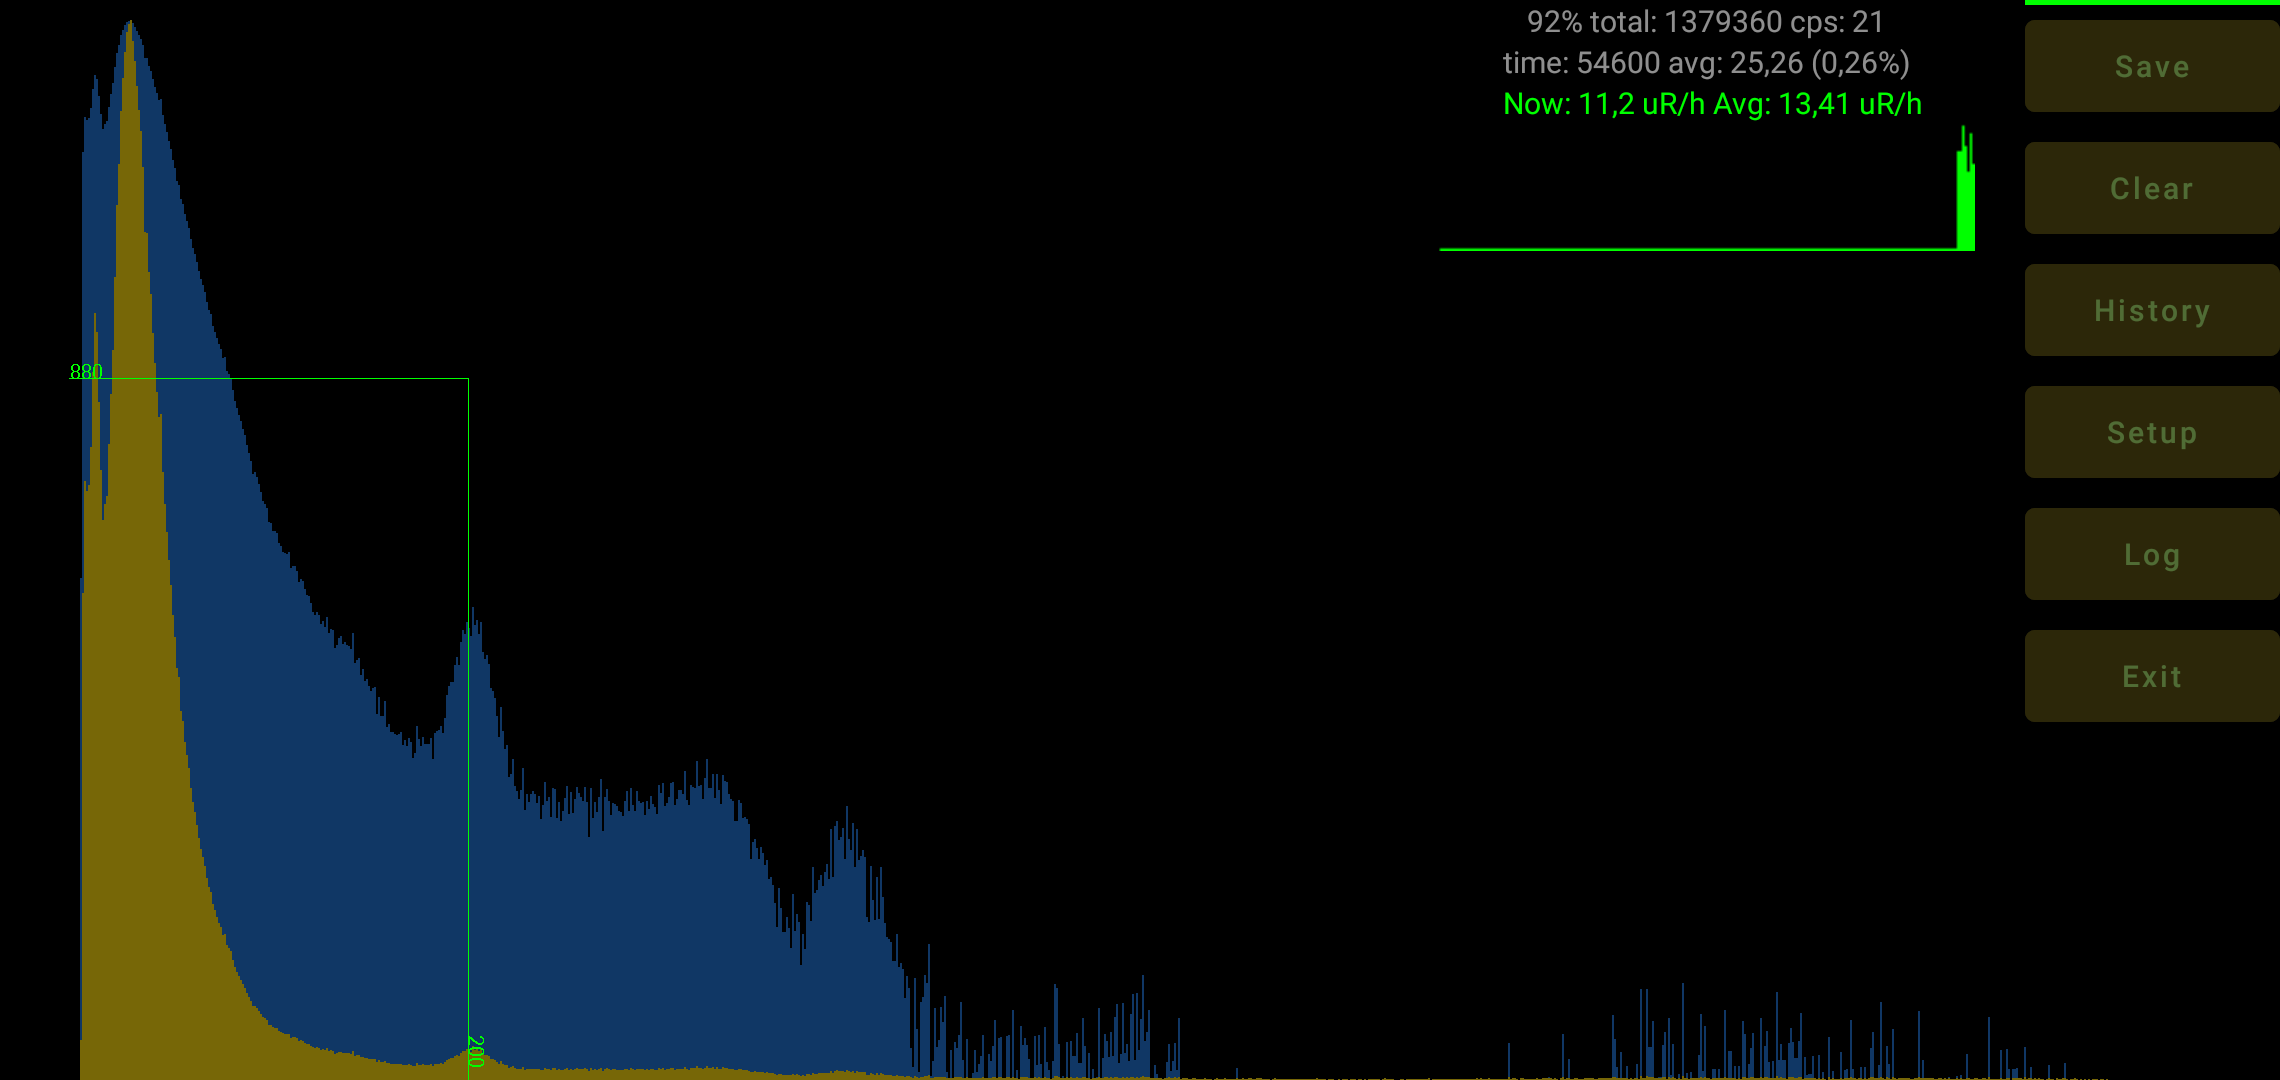 92% total: 1379360 cps: 21
time: 54600 avg: 25,26 (0,26%)
Now: 11,2 uR/h Avg: 13,41 uR/h
Save
Clear
History
880
Setup
Log
Exit
200